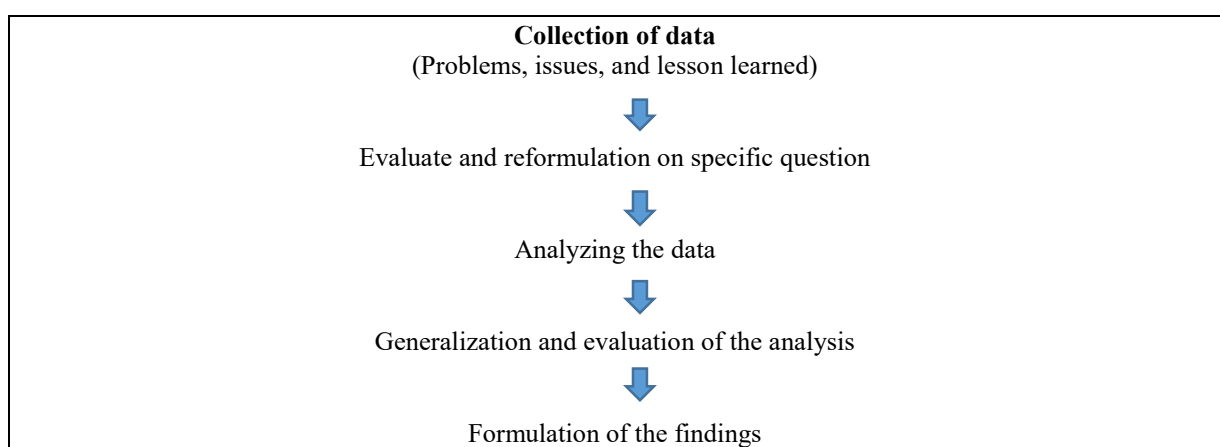 Collection of data
(Problems, issues, and lesson learned)
Evaluate and reformulation on specific question
Analyzing the data
Generalization and evaluation of the analysis
Formulation of the findings